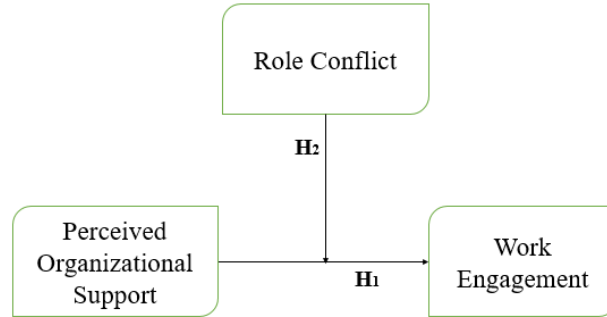 Role Conflict
H2
Perceived
Organizational
Support
H1
Work
Engagement